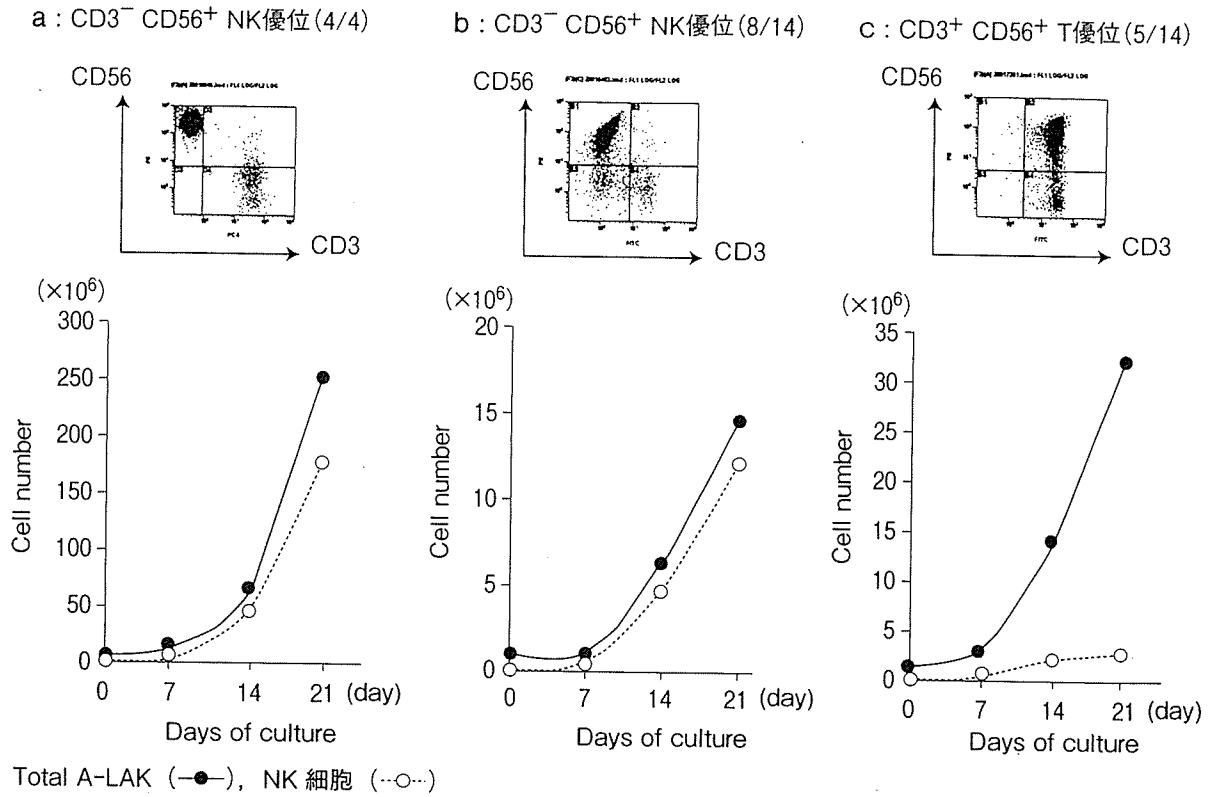 a : CD3⁻ CD56⁺ NK優位(4/4)
CD56
CD3
(×10⁶)
300
250
200
150
100
50
0
Cell number
0 7 14 21 (day)
Days of culture
b : CD3⁻ CD56⁺ NK優位(8/14)
CD56
FITC
CD3
(×10⁶)
20
15
10
5
0
Cell number
0 7 14 21 (day)
Days of culture
c : CD3⁺ CD56⁺ T優位(5/14)
CD56
FITC
CD3
(×10⁶)
35
30
25
20
15
10
5
0
Cell number
0 7 14 21 (day)
Days of culture
Total A-LAK (—●—), NK 細胞 (--○--)